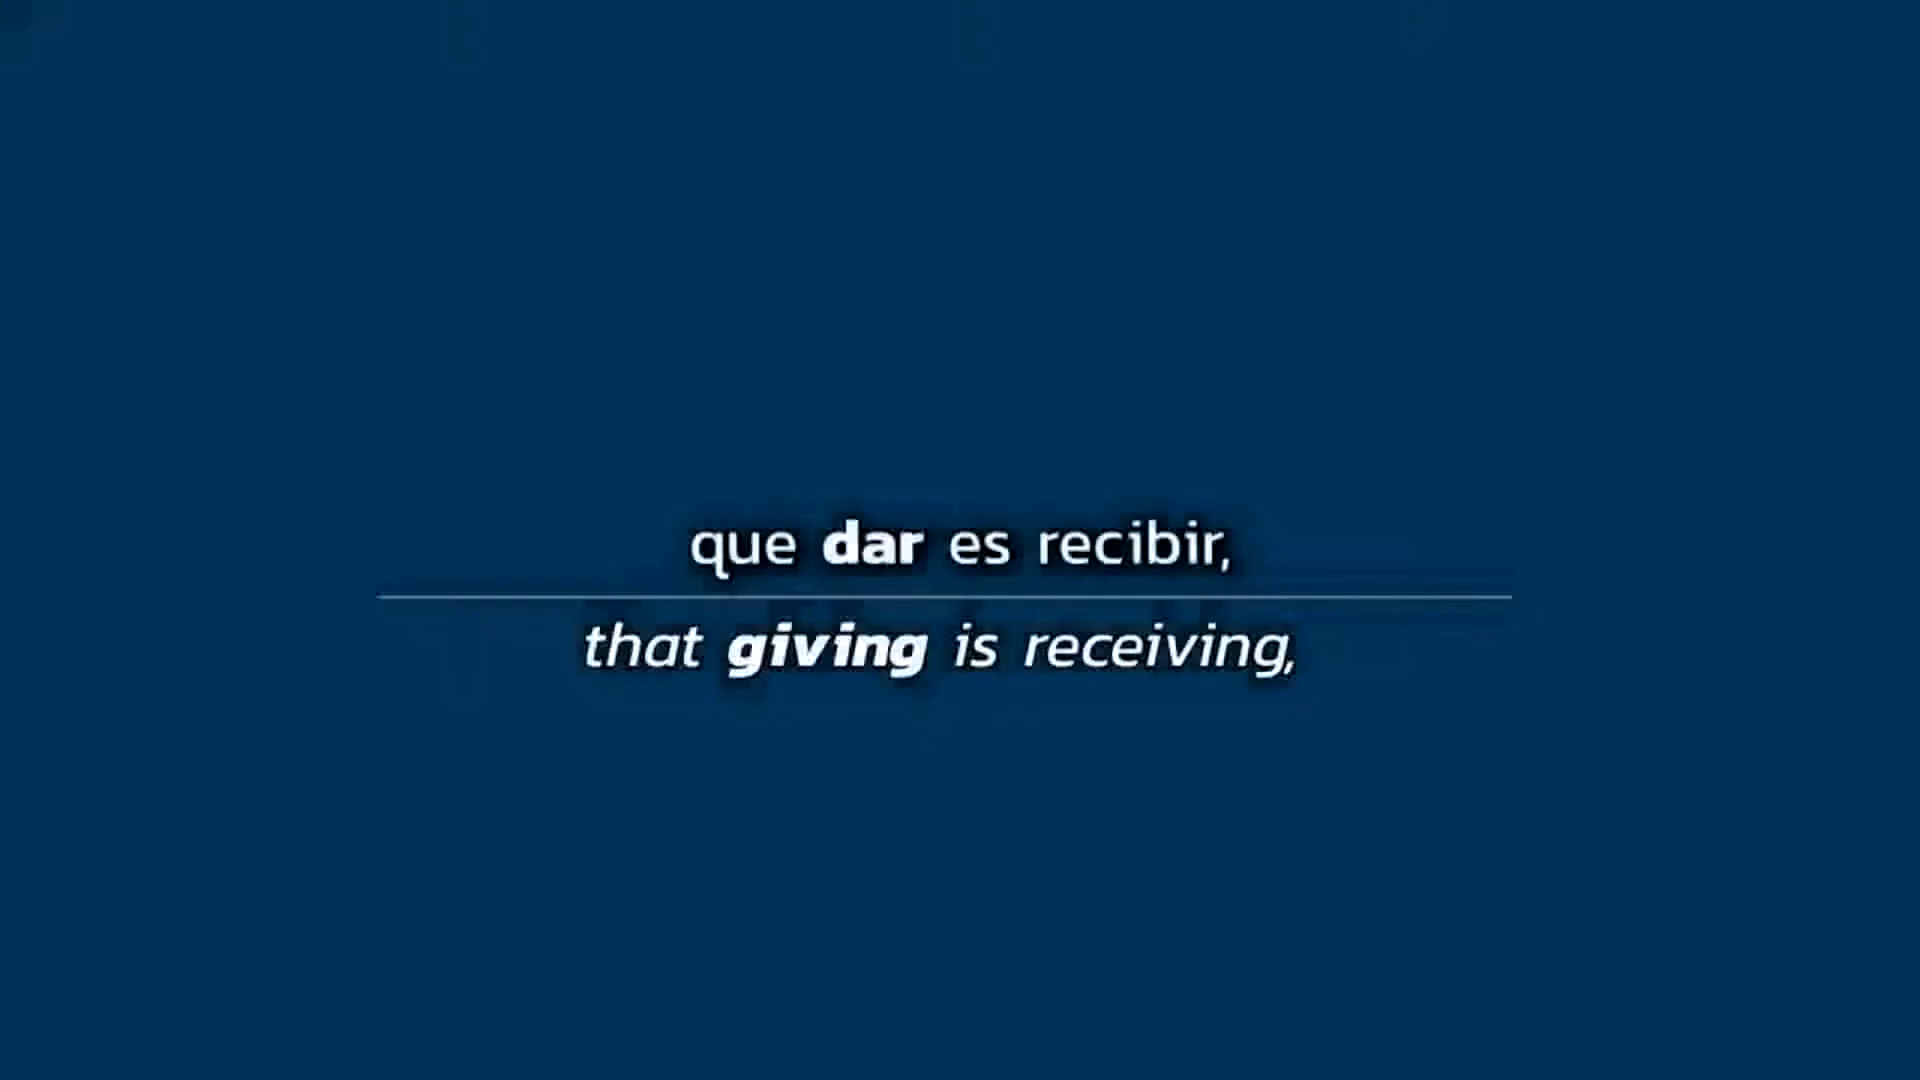 que dar es recibir,
that giving is receiving,